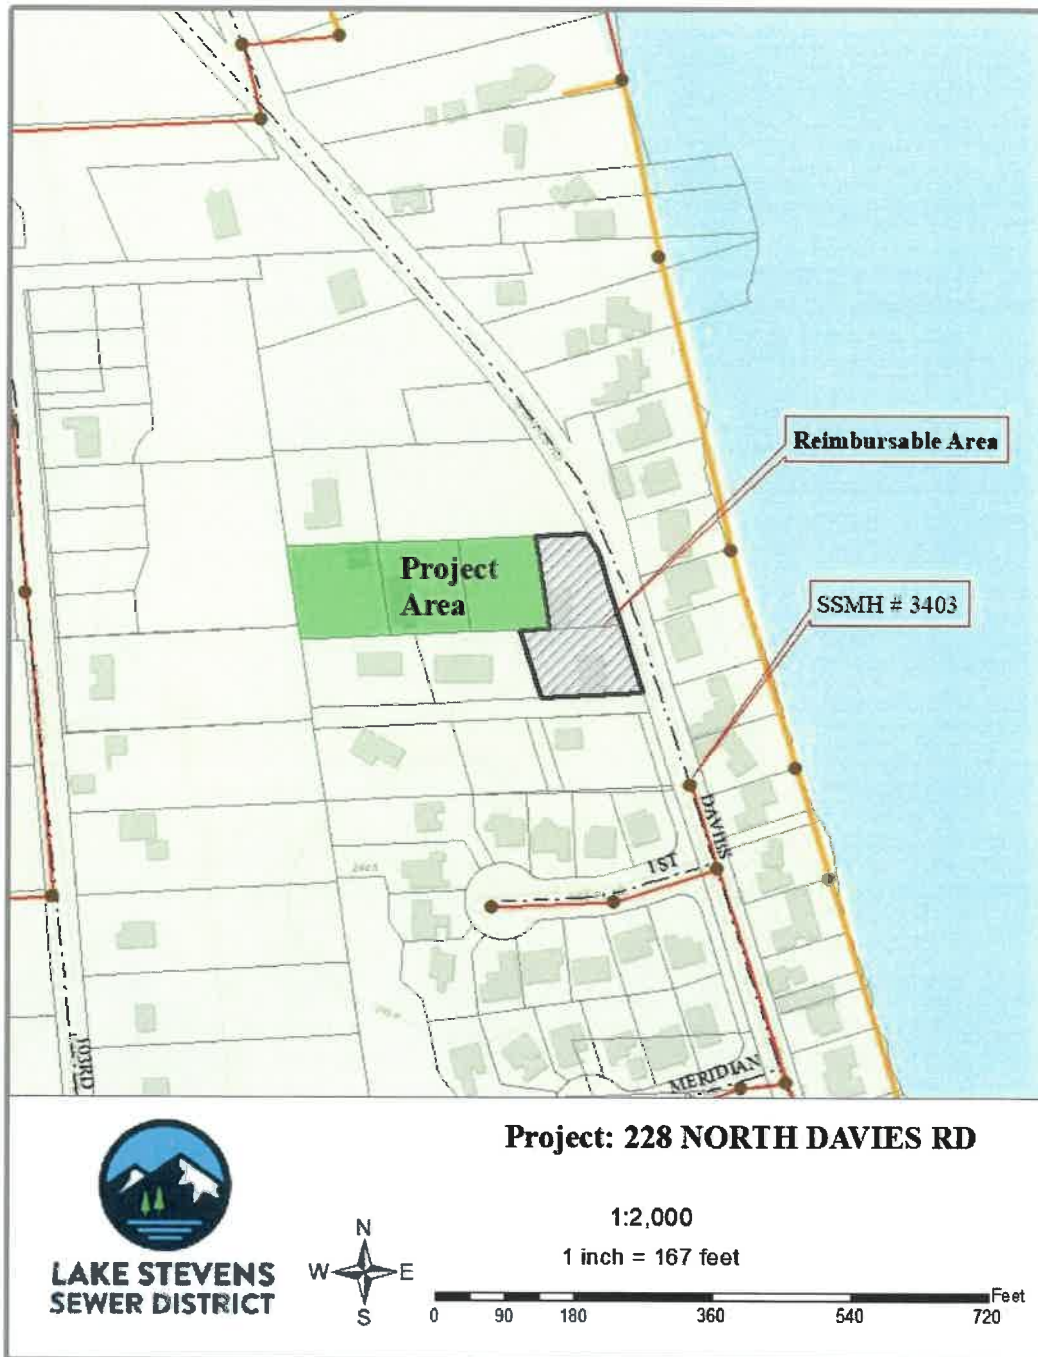 Reimbursable Area
Project
Area
SSMH # 3403
DAVIES
1ST
103RD
MERIDIAN
Project: 228 NORTH DAVIES RD
1:2,000
1 inch = 167 feet
LAKE STEVENS
SEWER DISTRICT
N
W
E
S
Feet
0 90 180 360 540 720